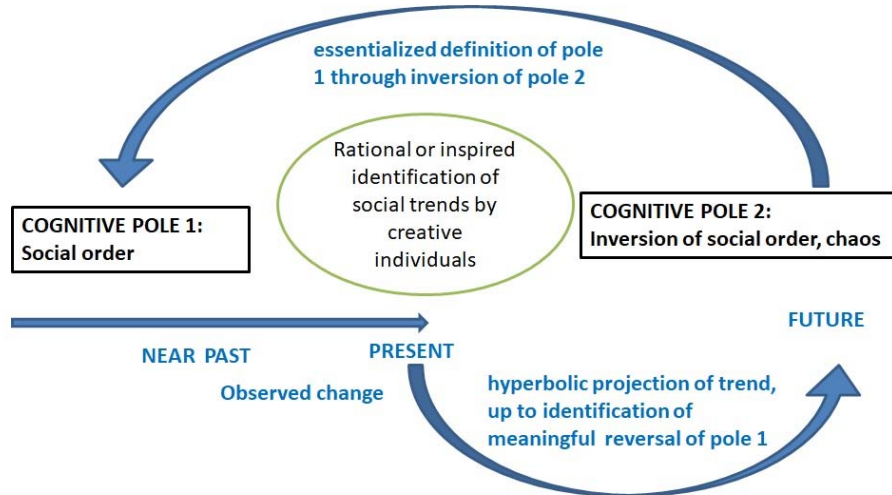 essentialized definition of pole
1 through inversion of pole 2
Rational or inspired
identification of
social trends by
creative
individuals
COGNITIVE POLE 1:
Social order
COGNITIVE POLE 2:
Inversion of social order, chaos
NEAR PAST
PRESENT
FUTURE
Observed change
hyperbolic projection of trend,
up to identification of
meaningful reversal of pole 1